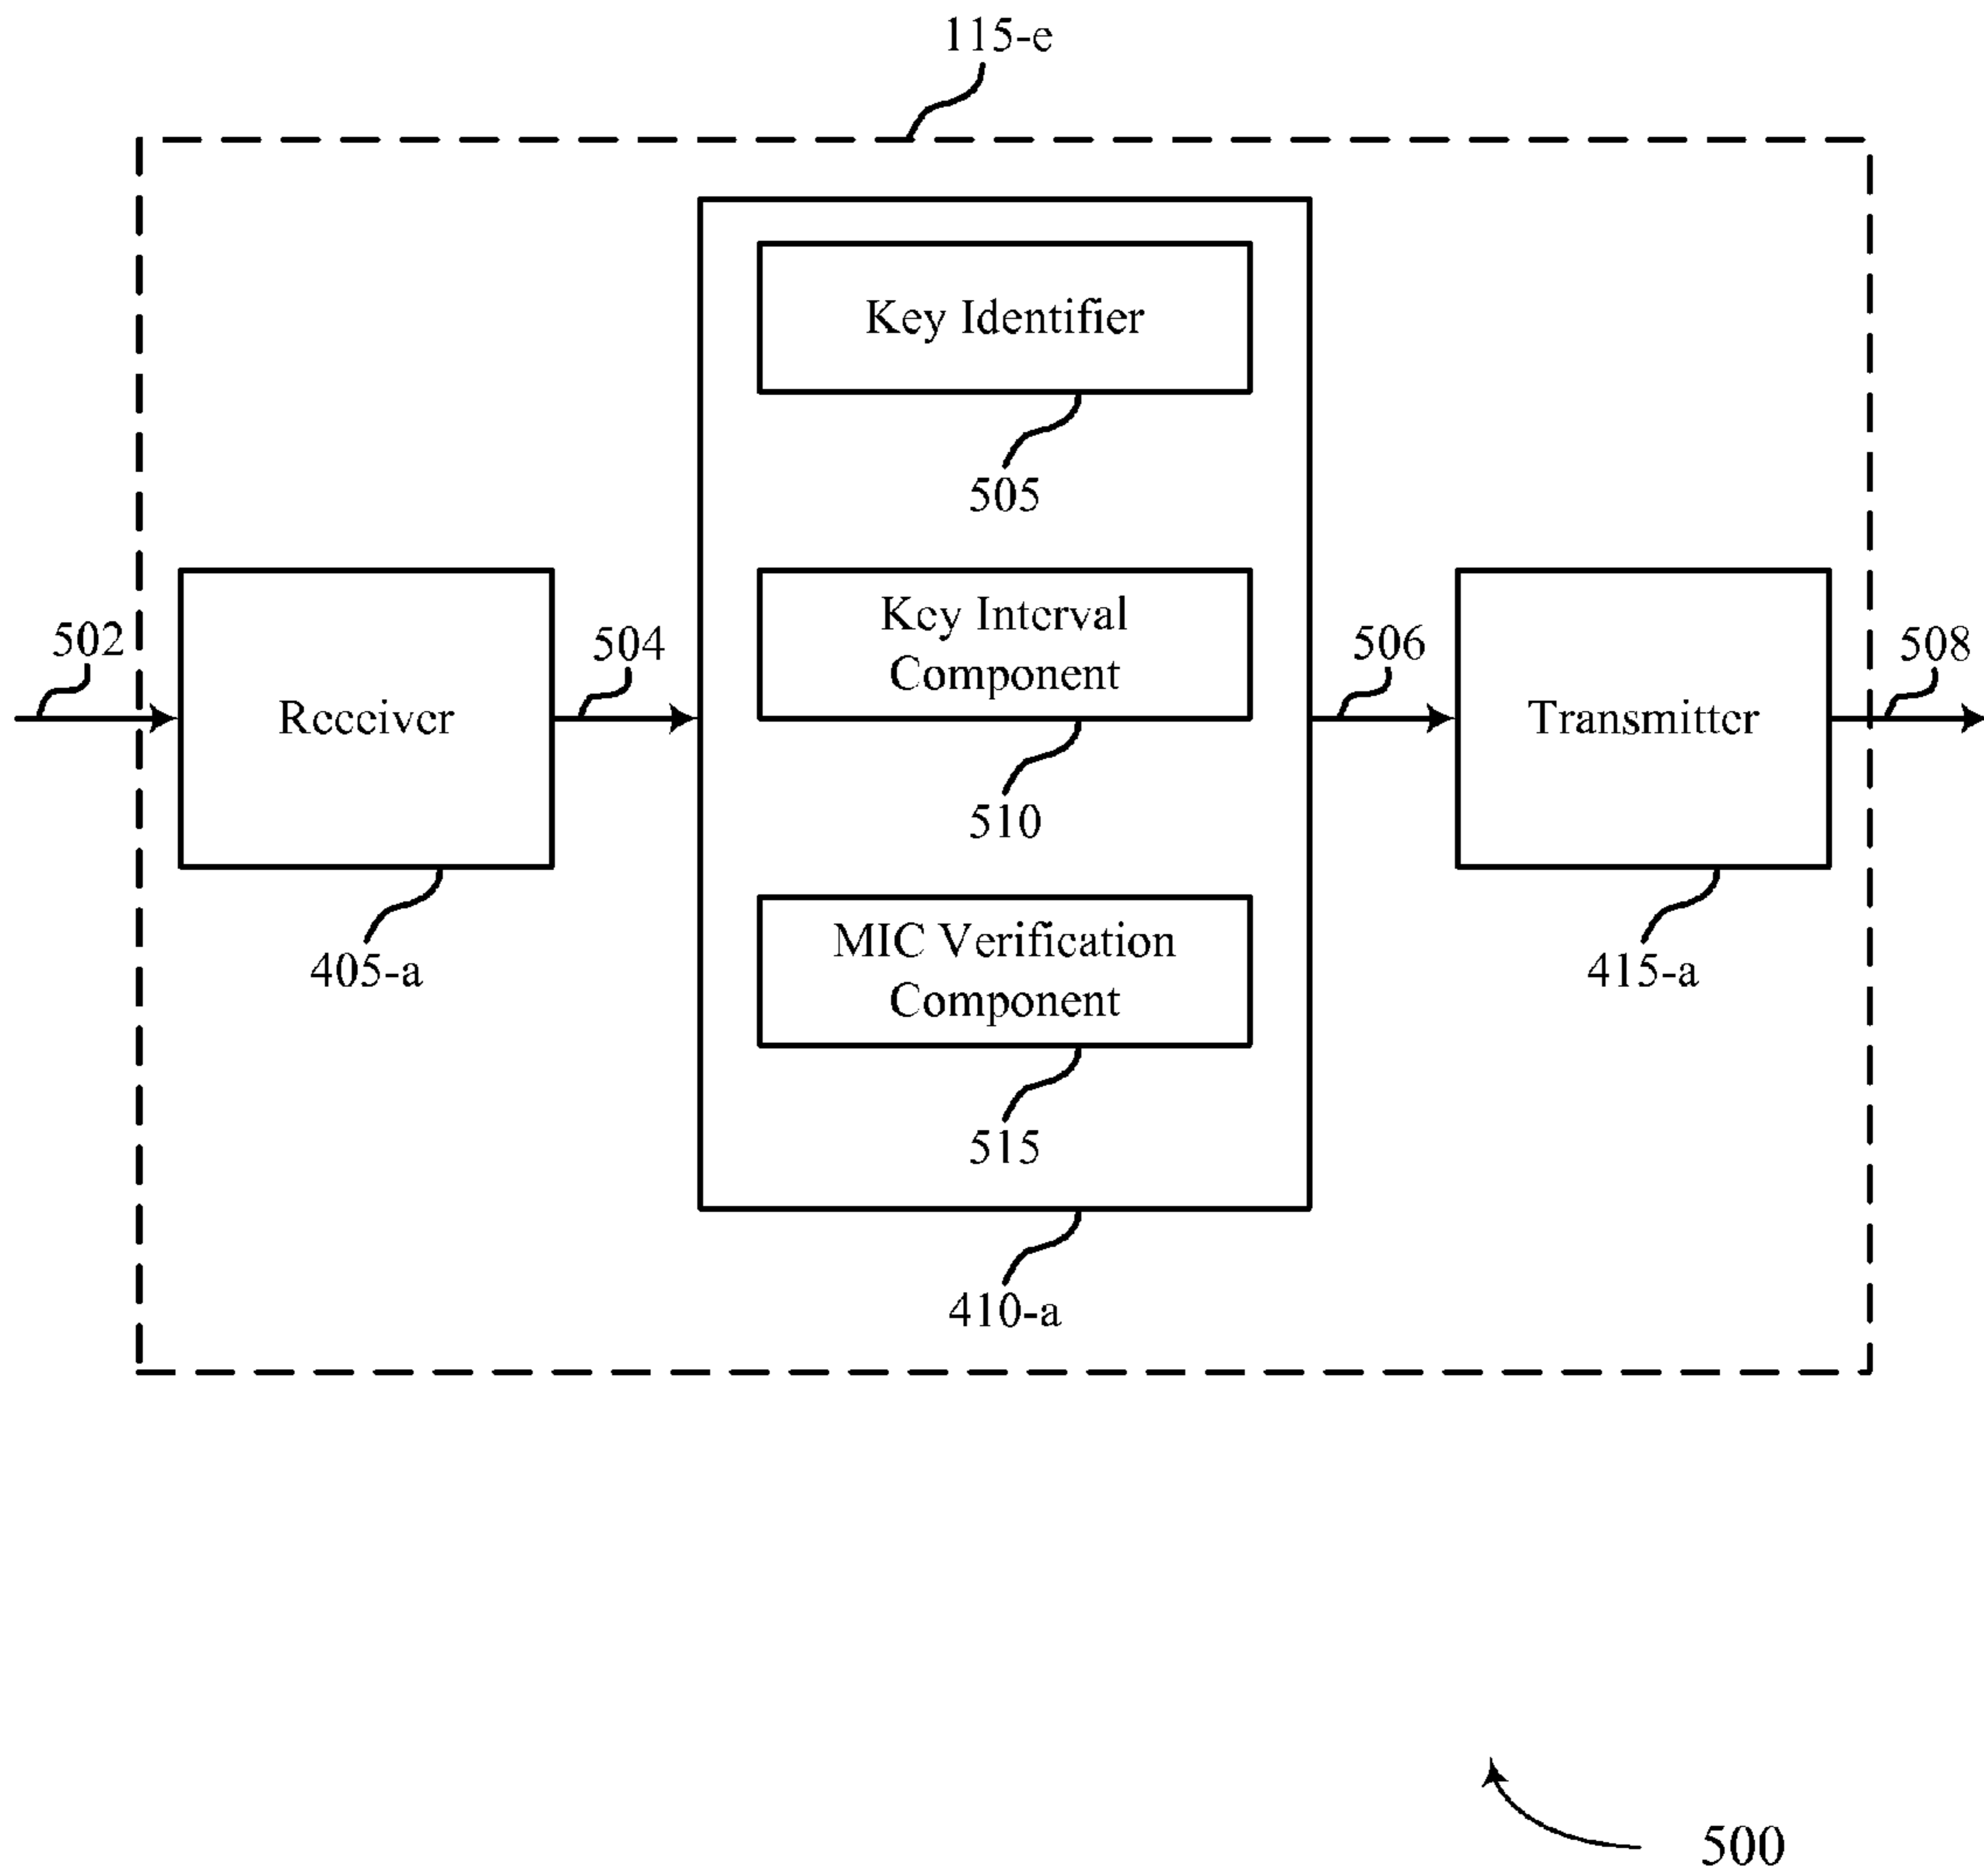 115-e
Key Identifier
505
502
504
Key Interval
Component
506
508
Receiver
Transmitter
510
405-a
MIC Verification
Component
415-a
515
410-a
500